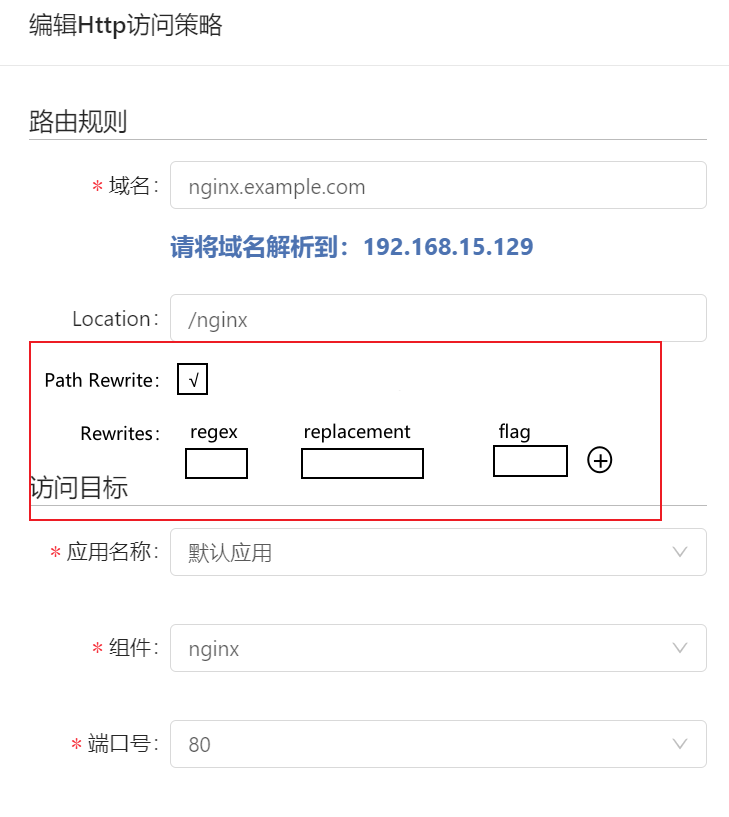 编辑Http访问策略
路由规则
* 域名: nginx.example.com
请将域名解析到：192.168.15.129
Location: /nginx
Path Rewrite: √
Rewrites: regex replacement flag
访问目标
* 应用名称: 默认应用
* 组件: nginx
* 端口号: 80